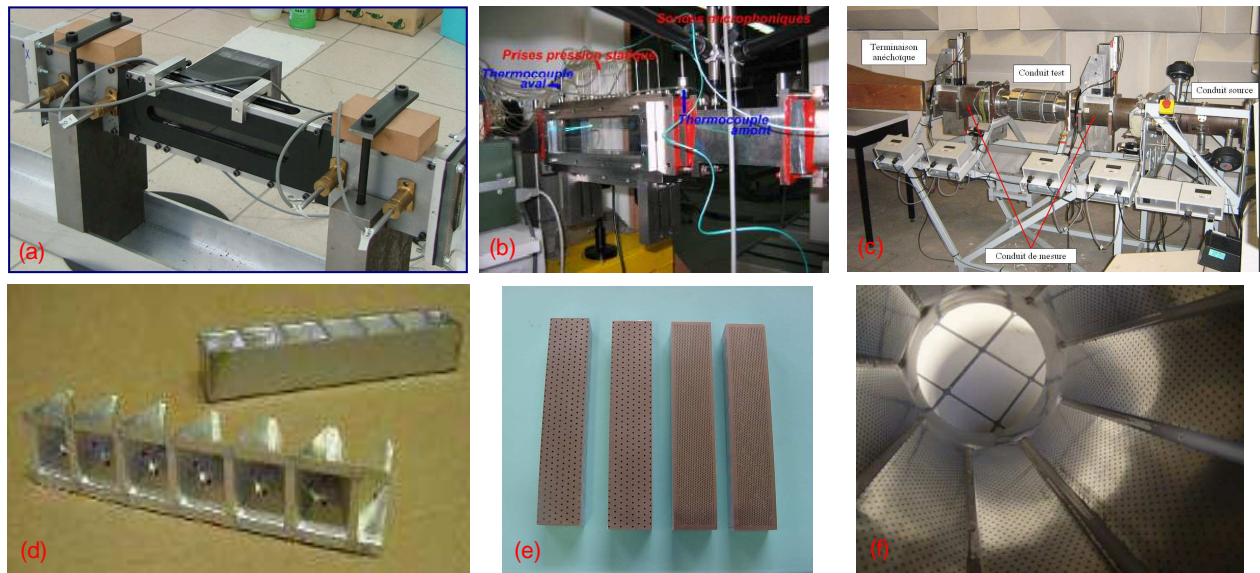 (a)
Sondes microphoniques
Prises pression statique
Thermocouple
aval
Thermocouple
amont
(b)
Terminaison
anéchoïque
Conduit test
Conduit source
Conduit de mesure
(c)
(d)
(e)
(f)